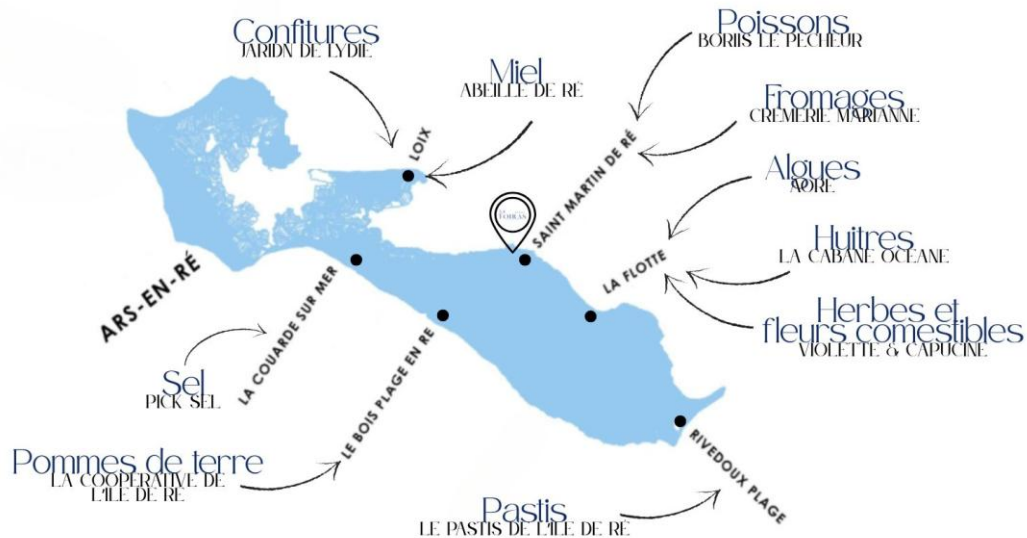 Confitures
JARIDN DE LYDIE
Miel
ABEILLE DE RÉ
Poissons
BORIIS LE PECHEUR
Fromages
CREMERIE MARIANNE
Algues
Huitres
LA CABANE OCÉANE
Herbes et
fleurs comestibles
VIOLETTE & CAPUCINE
LOIX
SAINT MARTIN DE RÉ
LA FLOTTE
ARS-EN-RÉ
LA COUARDE SUR MER
LE BOIS PLAGE EN RE
RIVEDOUX PLAGE
Sel
PICK SEL
Pommes de terre
LA COOPÉRATIVE DE
L'ILE DE RÉ
Pastis
LE PASTIS DE L'ILE DE RÉ